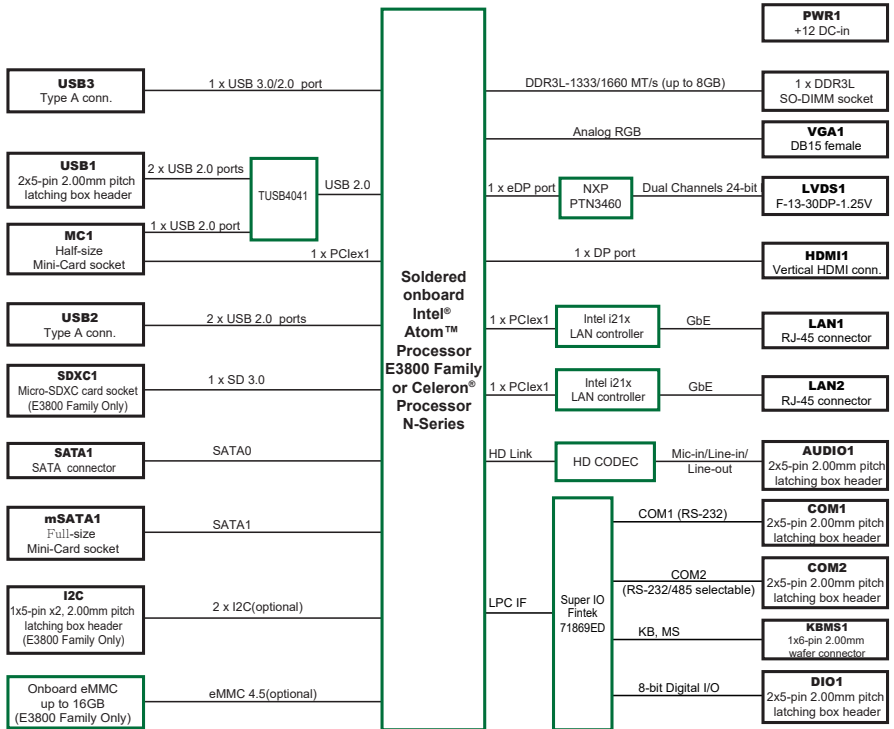 PWR1
+12 DC-in
USB3
Type A conn.
1 x USB 3.0/2.0 port
DDR3L-1333/1660 MT/s (up to 8GB)
1 x DDR3L
SO-DIMM socket
Analog RGB
VGA1
DB15 female
USB1
2x5-pin 2.00mm pitch
latching box header
2 x USB 2.0 ports
TUSB4041
USB 2.0
1 x eDP port
NXP
PTN3460
Dual Channels 24-bit
LVDS1
F-13-30DP-1.25V
MC1
Half-size
Mini-Card socket
1 x USB 2.0 port
1 x PCIex1
1 x DP port
HDMI1
Vertical HDMI conn.
Soldered
onboard
Intel®
Atom™
Processor
E3800 Family
or Celeron®
Processor
N-Series
USB2
Type A conn.
2 x USB 2.0 ports
1 x PCIex1
Intel i21x
LAN controller
GbE
LAN1
RJ-45 connector
SDXC1
Micro-SDXC card socket
(E3800 Family Only)
1 x SD 3.0
1 x PCIex1
Intel i21x
LAN controller
GbE
LAN2
RJ-45 connector
SATA1
SATA connector
SATA0
HD Link
HD CODEC
Mic-in/Line-in/
Line-out
AUDIO1
2x5-pin 2.00mm pitch
latching box header
mSATA1
Full-size
Mini-Card socket
SATA1
COM1 (RS-232)
COM1
2x5-pin 2.00mm pitch
latching box header
I2C
1x5-pin x2, 2.00mm pitch
latching box header
(E3800 Family Only)
2 x I2C(optional)
LPC IF
Super IO
Fintek
71869ED
COM2
(RS-232/485 selectable)
COM2
2x5-pin 2.00mm pitch
latching box header
KB, MS
KBMS1
1x6-pin 2.00mm
wafer connector
Onboard eMMC
up to 16GB
(E3800 Family Only)
eMMC 4.5(optional)
8-bit Digital I/O
DIO1
2x5-pin 2.00mm pitch
latching box header